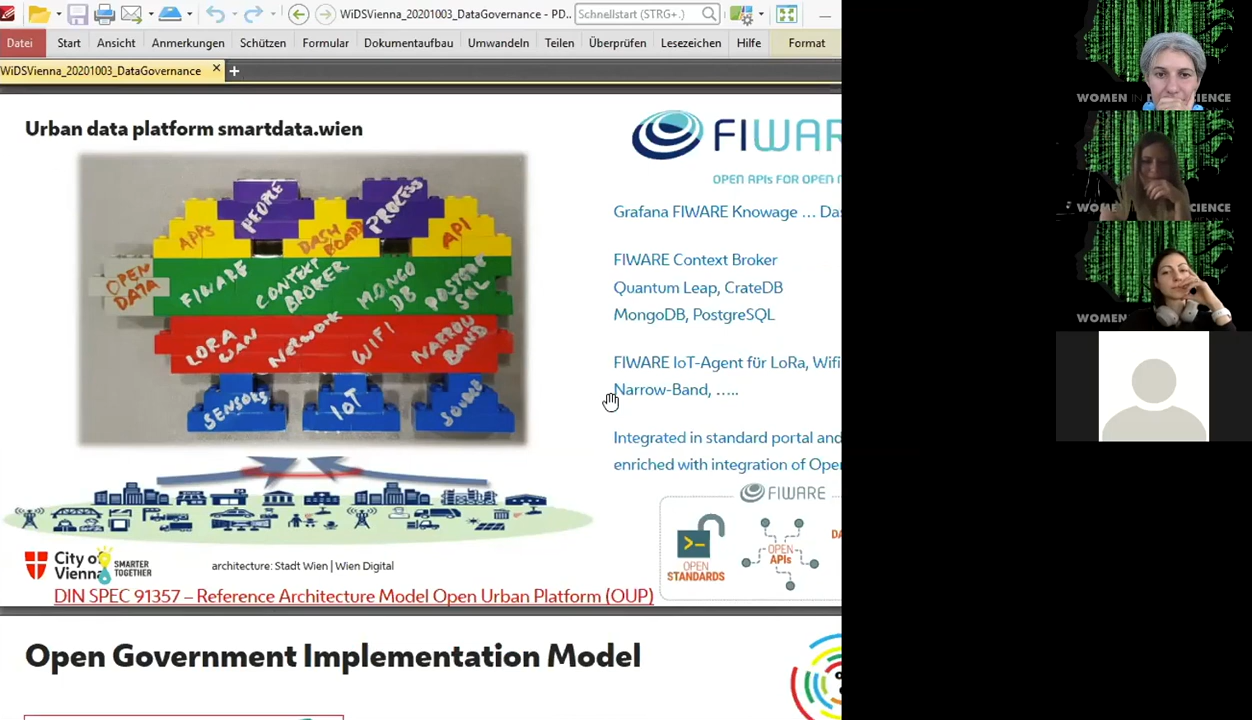 WiDSVienna_20201003_DataGovernance - PD..
Schnellstart (STRG+.)
Datei Start Ansicht Anmerkungen Schützen Formular Dokumentaufbau Umwandeln Teilen Überprüfen Lesezeichen Hilfe Format
WiDSVienna_20201003_DataGovernance
Urban data platform smartdata.wien
PEOPLE
PROCESS
APPs
DASH BOARD
API
OPEN DATA
FIWARE
CONTEXT BROKER
MONGO DB
POSTGRE SQL
LORA WAN
NETWORK
WIFI
NARROW BAND
SENSORS
IoT
City of Vienna
SMARTER TOGETHER
architecture: Stadt Wien | Wien Digital
DIN SPEC 91357 – Reference Architecture Model Open Urban Platform (OUP)
FIWAR
OPEN APIs FOR OPEN
Grafana FIWARE Knowage … Da
FIWARE Context Broker
Quantum Leap, CrateDB
MongoDB, PostgreSQL
FIWARE IoT-Agent für LoRa, Wifi
Narrow-Band, …..
Integrated in standard portal and
enriched with integration of Ope
FIWARE
OPEN STANDARDS
OPEN APIs
DA
Open Government Implementation Model
WOMEN IN D SCIENCE
WOME SCIENCE
WOMEN